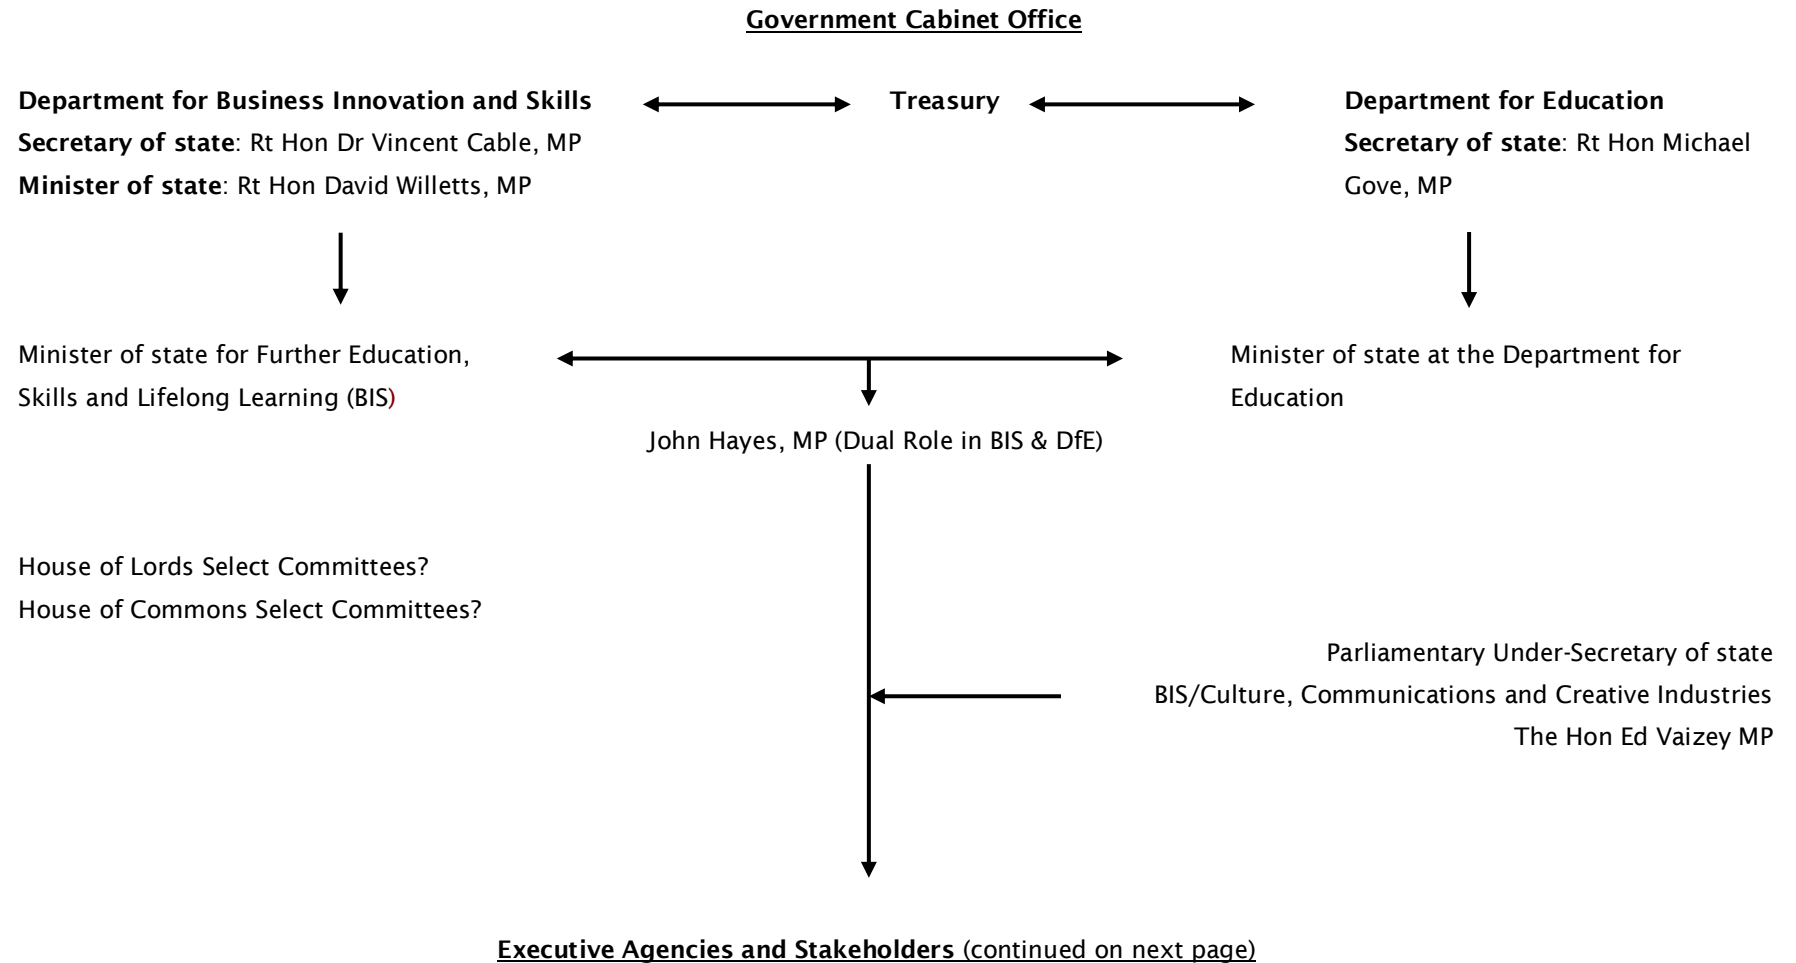 Government Cabinet Office
Department for Business Innovation and Skills
Secretary of state: Rt Hon Dr Vincent Cable, MP
Minister of state: Rt Hon David Willetts, MP
Treasury
Department for Education
Secretary of state: Rt Hon Michael
Gove, MP
Minister of state for Further Education,
Skills and Lifelong Learning (BIS)
Minister of state at the Department for
Education
John Hayes, MP (Dual Role in BIS & DfE)
House of Lords Select Committees?
House of Commons Select Committees?
Parliamentary Under-Secretary of state
BIS/Culture, Communications and Creative Industries
The Hon Ed Vaizey MP
Executive Agencies and Stakeholders (continued on next page)